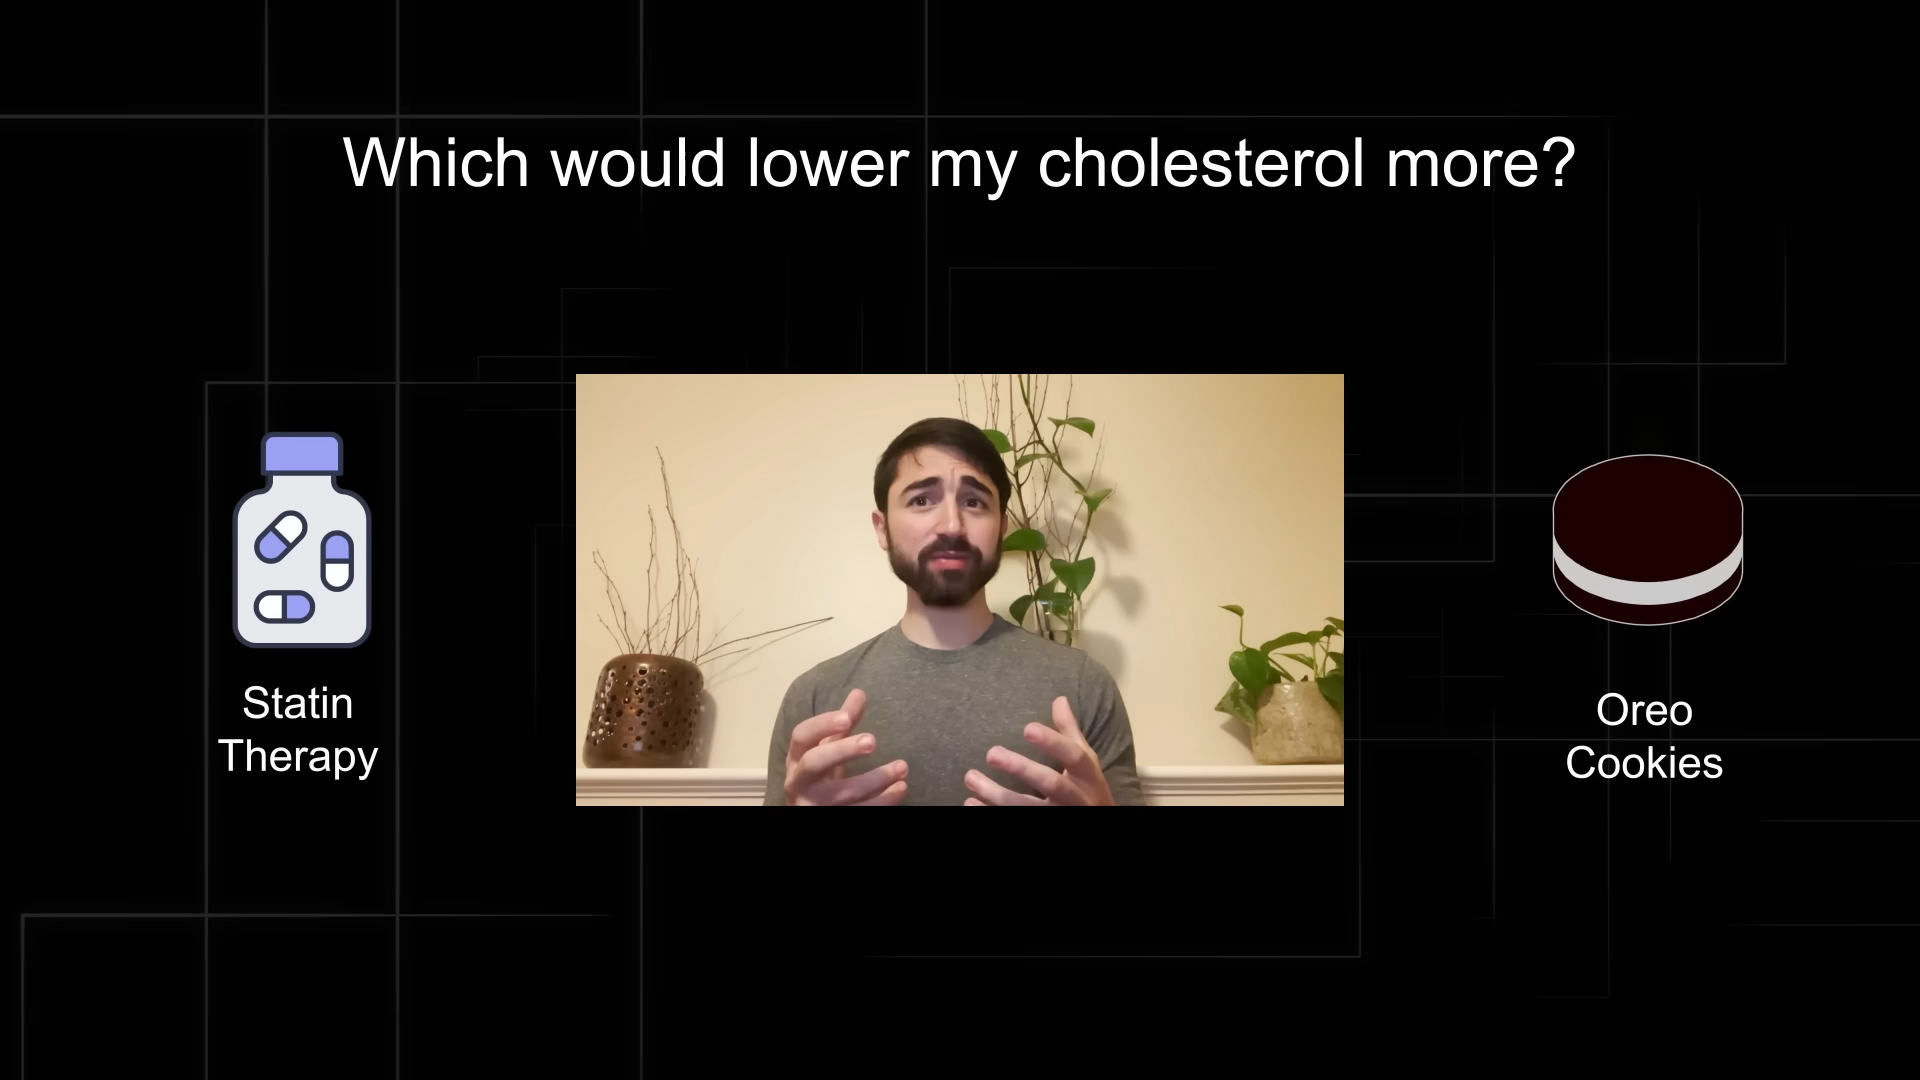 Which would lower my cholesterol more?
Statin
Therapy
Oreo
Cookies